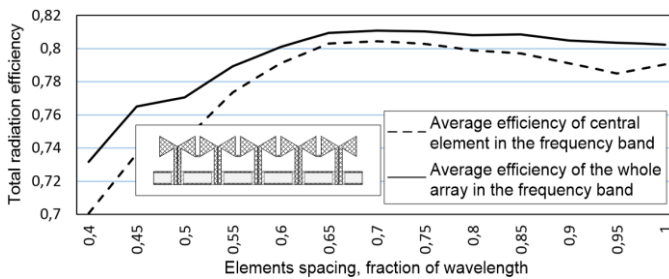 0,82
0,8
0,78
0,76
0,74
0,72
0,7
Total radiation efficiency
Average efficiency of central
element in the frequency band
Average efficiency of the whole
array in the frequency band
0,4 0,45 0,5 0,55 0,6 0,65 0,7 0,75 0,8 0,85 0,9 0,95 1
Elements spacing, fraction of wavelength